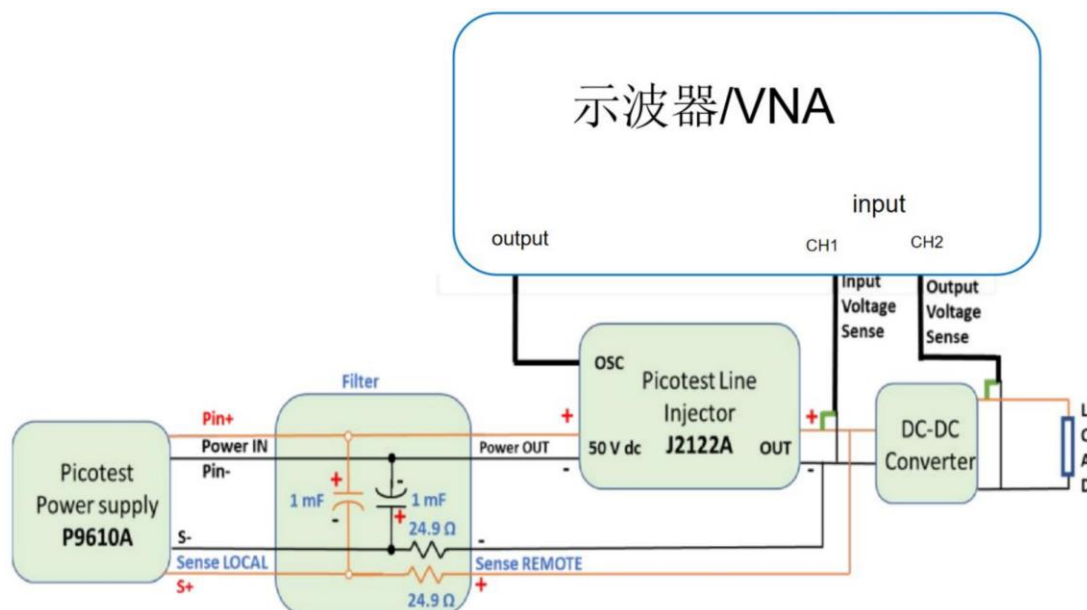 示波器/VNA
input
output
CH1
CH2
Input
Voltage
Sense
Output
Voltage
Sense
OSC
Picotest Line
Injector
J2122A
50 V dc
OUT
+
-
+
-
DC-DC
Converter
L
O
A
D
Filter
Pin+
Power IN
Pin-
Power OUT
Picotest
Power supply
P9610A
+
1 mF
-
-
1 mF
+
24.9 Ω
S-
-
Sense LOCAL
Sense REMOTE
S+
+
24.9 Ω